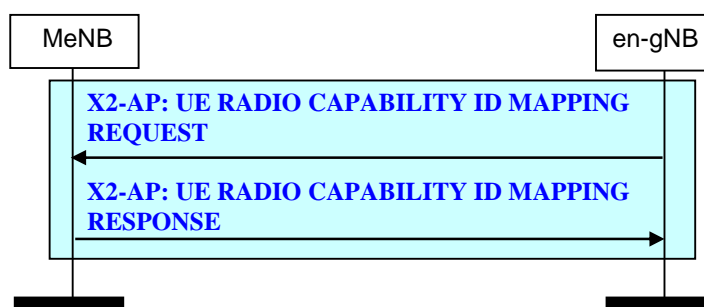 MeNB
en-gNB
X2-AP: UE RADIO CAPABILITY ID MAPPING
REQUEST
X2-AP: UE RADIO CAPABILITY ID MAPPING
RESPONSE